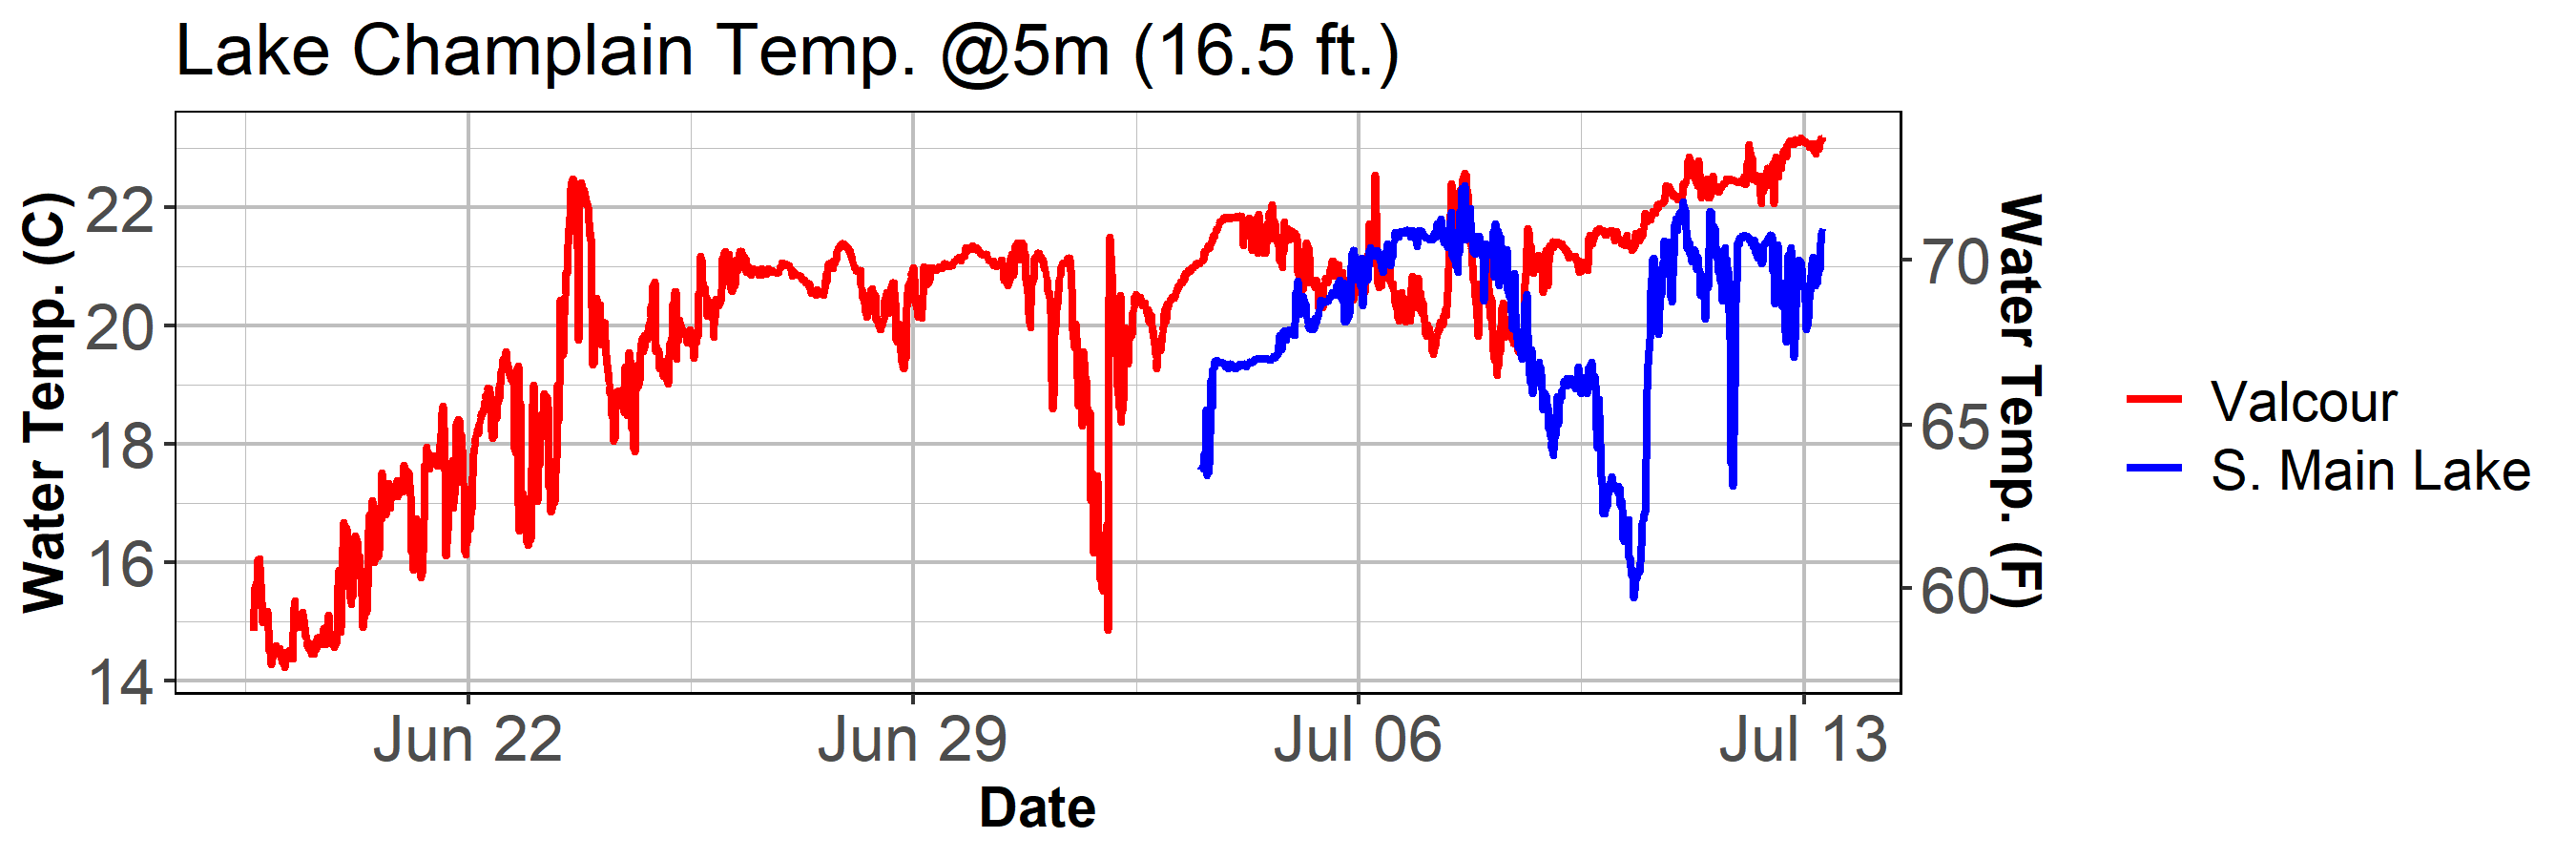 Lake Champlain Temp. @5m (16.5 ft.)
Water Temp. (C)
22
20
18
16
14
Jun 22
Jun 29
Jul 06
Jul 13
Date
70
65
60
Water Temp. (F)
Valcour
S. Main Lake